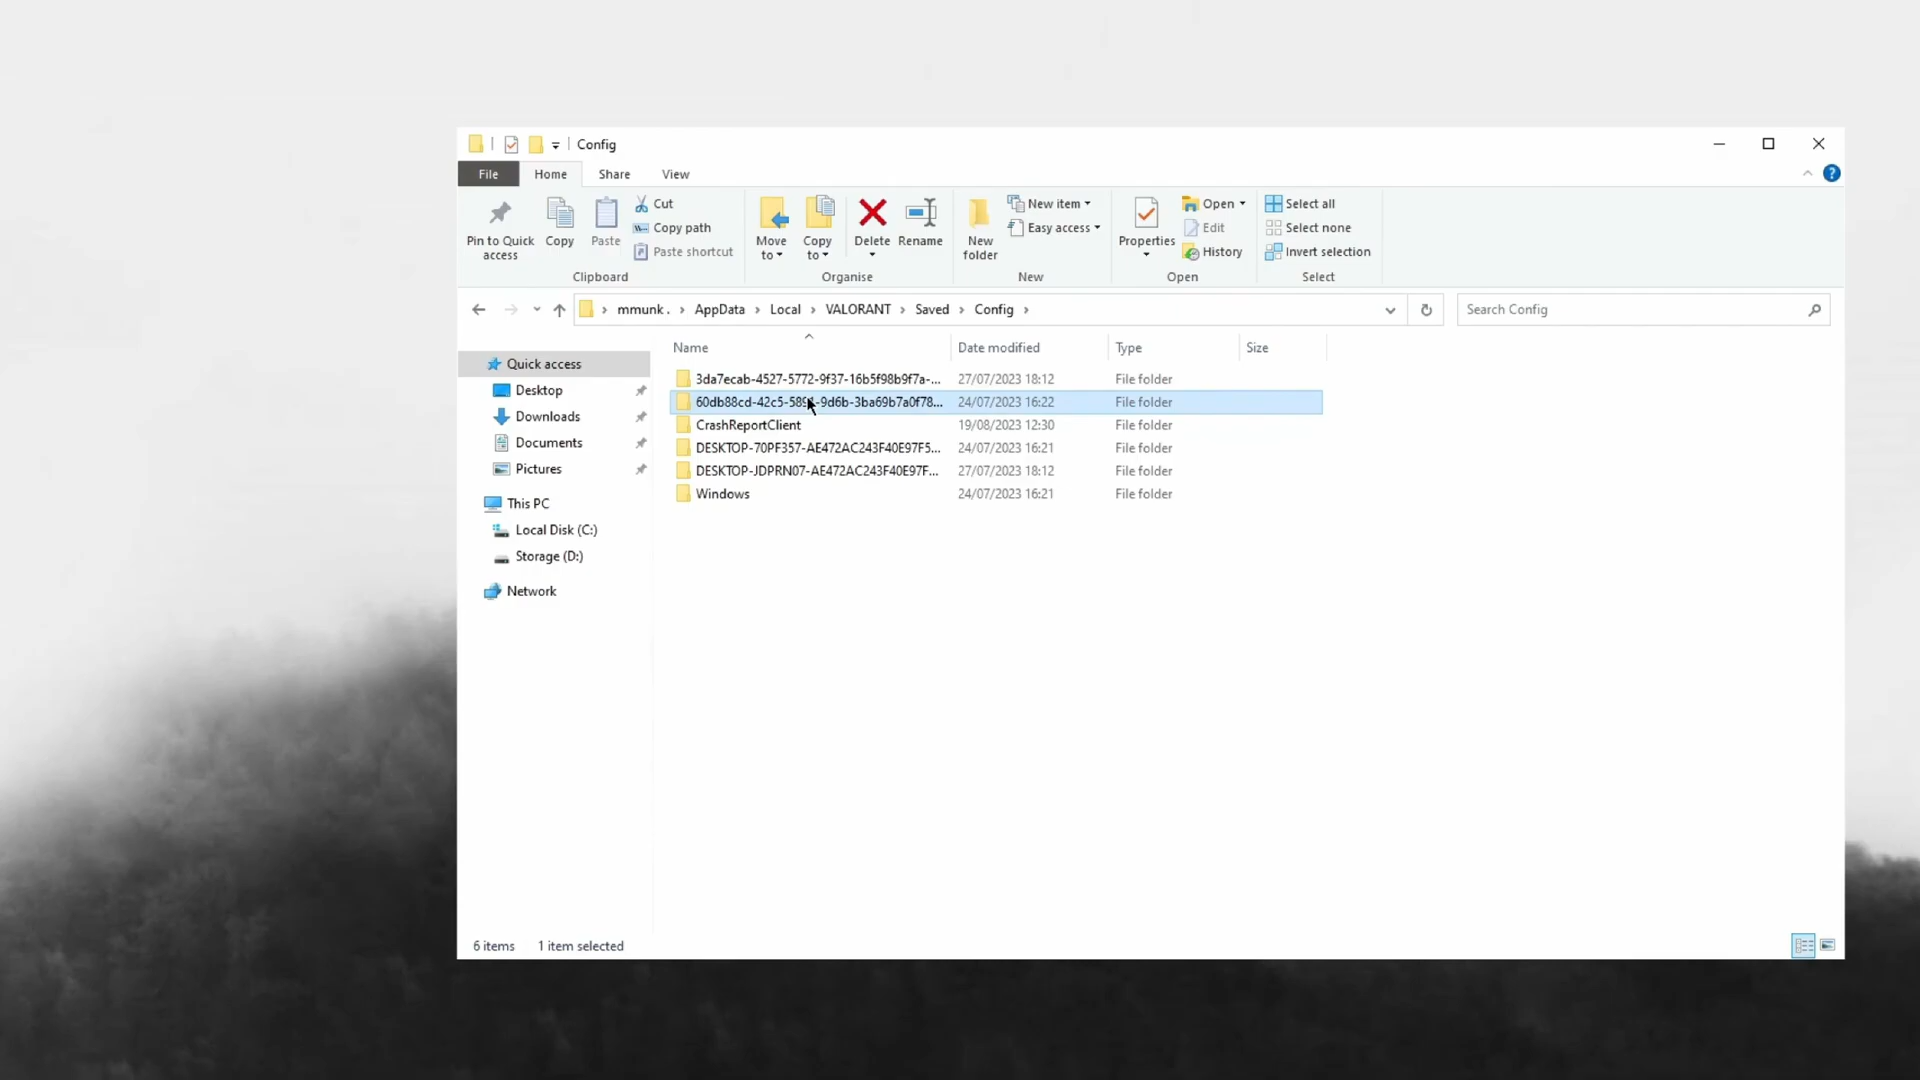 Config
File Home Share View
Pin to Quick access
Copy
Paste
Cut
Copy path
Paste shortcut
Clipboard
Move to
Copy to
Delete
Rename
Organise
New folder
New item
Easy access
New
Properties
Open
Edit
History
Open
Select all
Select none
Invert selection
Select
mmunk . AppData Local VALORANT Saved Config
Search Config
Quick access
Desktop
Downloads
Documents
Pictures
This PC
Local Disk (C:)
Storage (D:)
Network
Name Date modified Type Size
3da7ecab-4527-5772-9f37-16b5f98b9f7a-... 27/07/2023 18:12 File folder
24/07/2023 16:22 File folder
CrashReportClient 19/08/2023 12:30 File folder
DESKTOP-70PF357-AE472AC243F40E97F5... 24/07/2023 16:21 File folder
DESKTOP-JDPRN07-AE472AC243F40E97F... 27/07/2023 18:12 File folder
Windows 24/07/2023 16:21 File folder
6 items 1 item selected